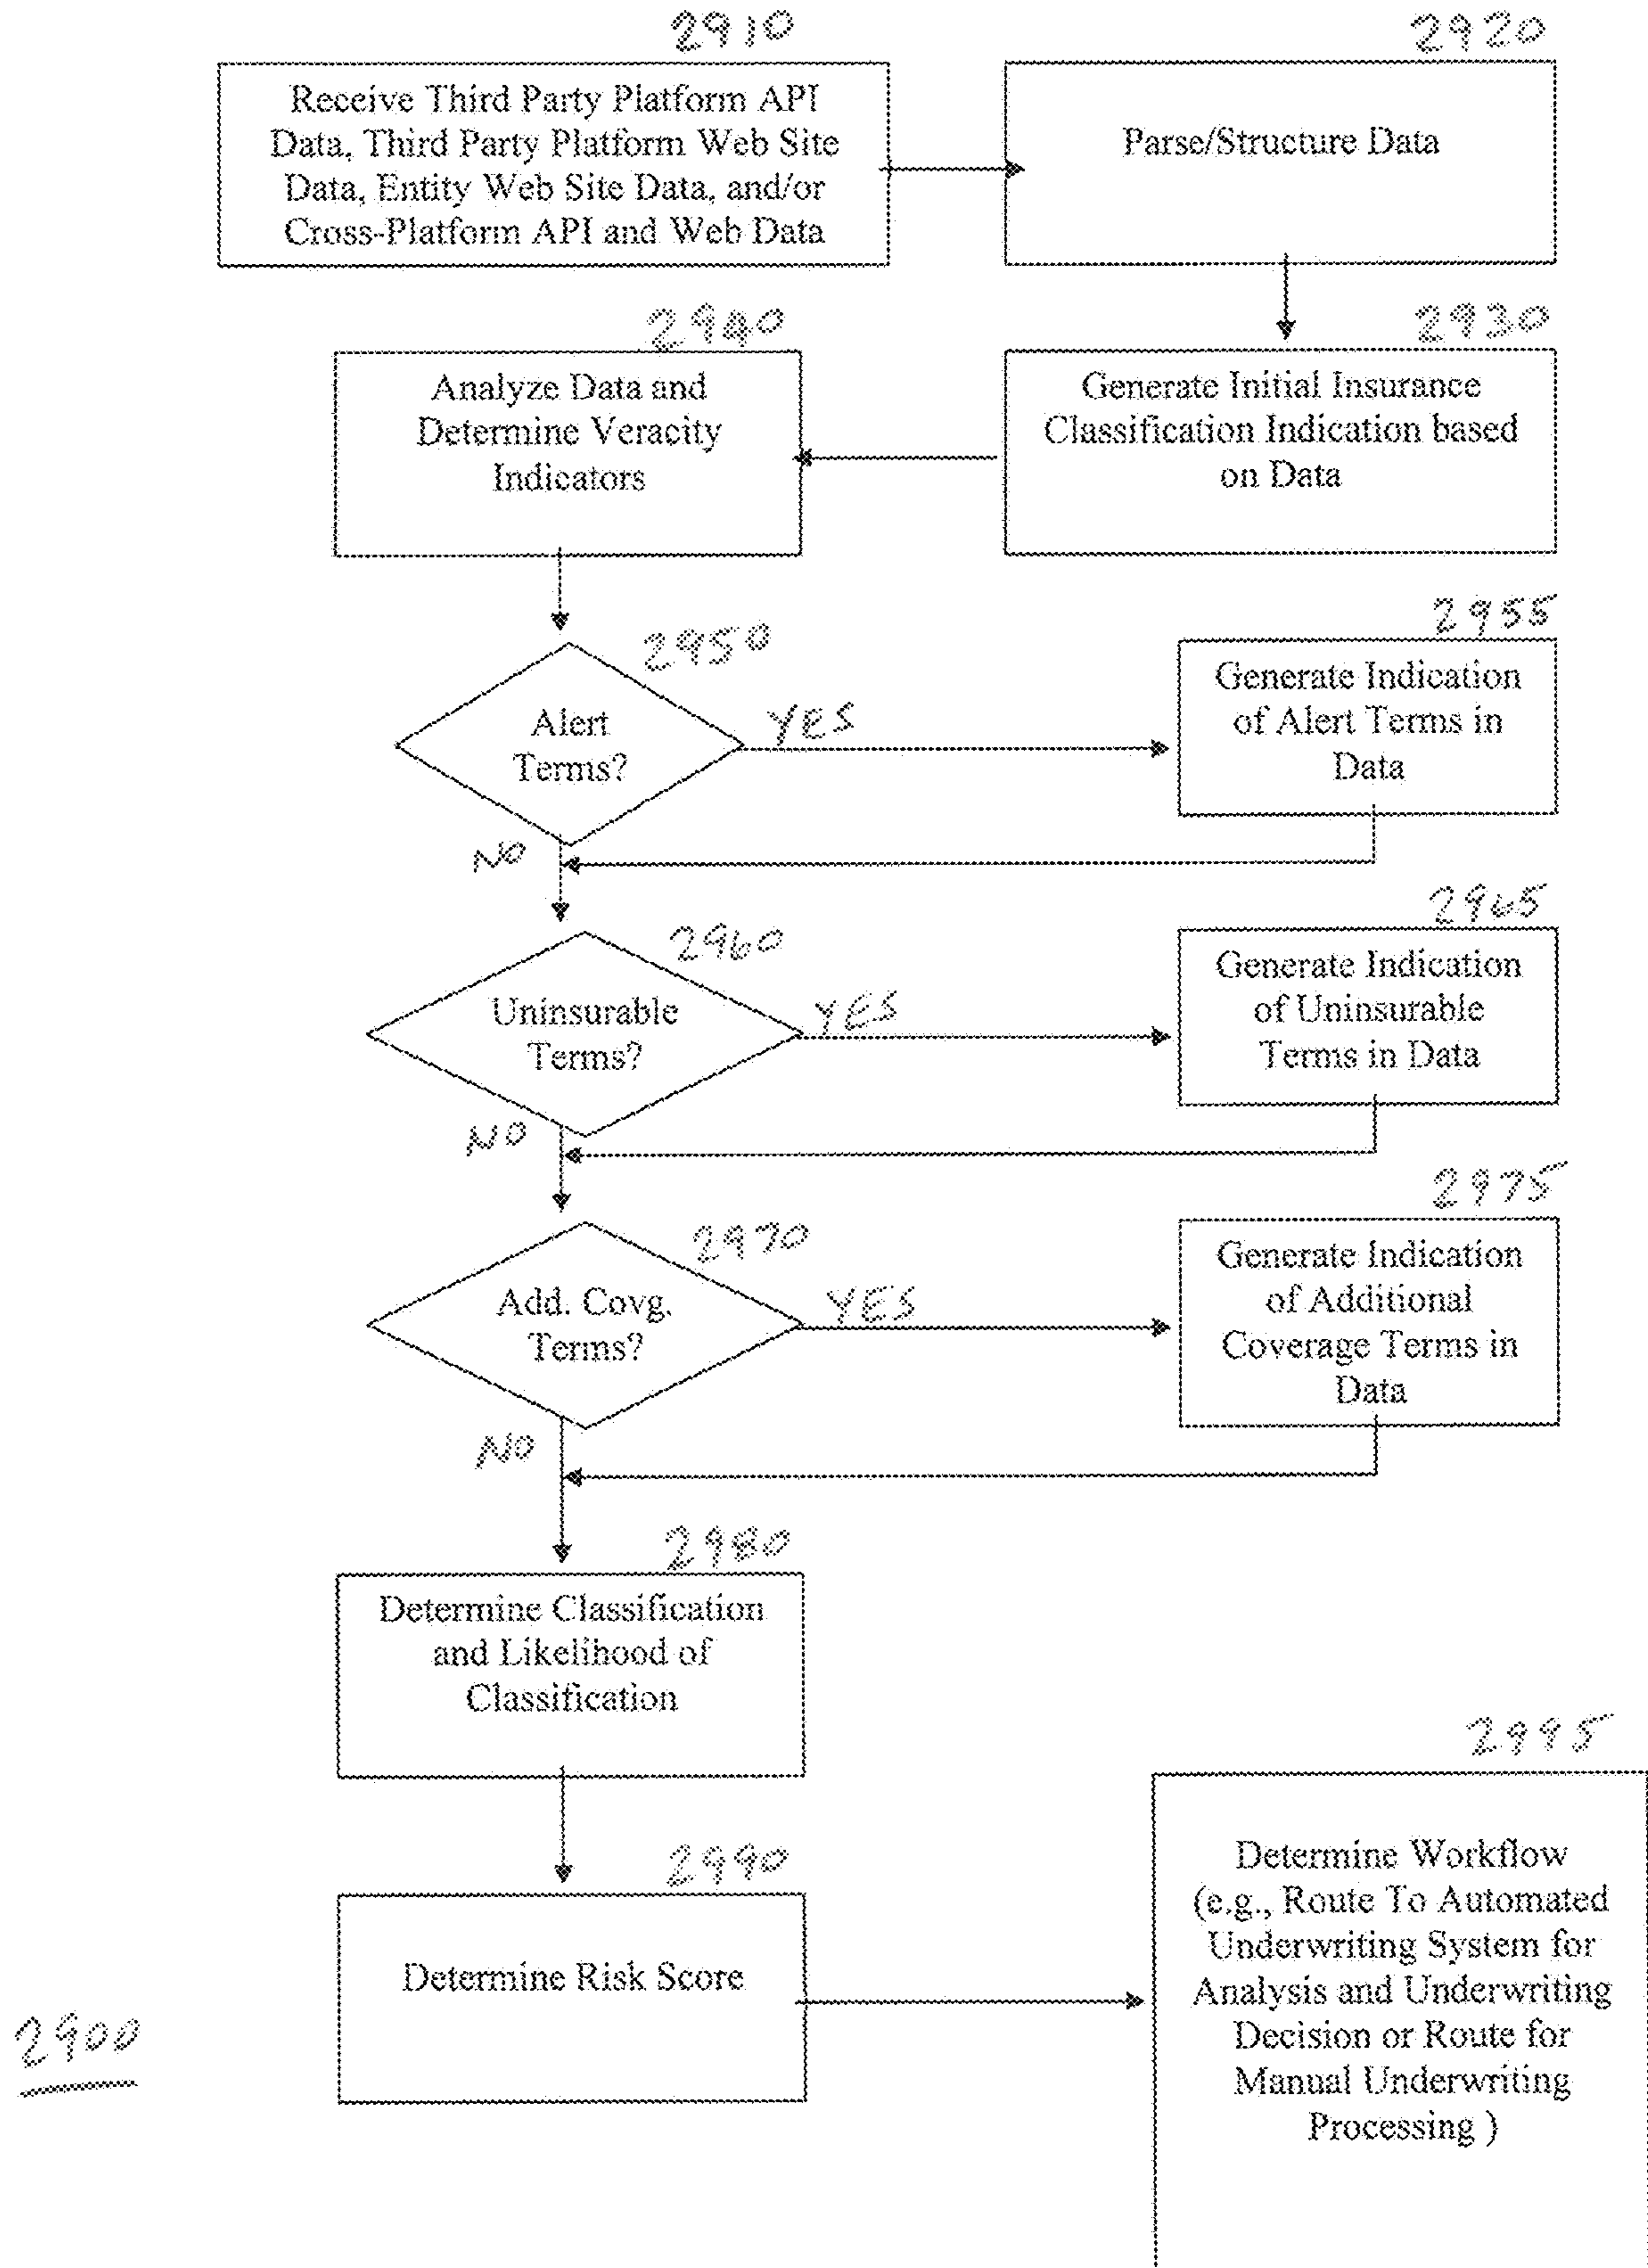 2910
Receive Third Party Platform API
Data, Third Party Platform Web Site
Data, Entity Web Site Data, and/or
Cross-Platform API and Web Data
2920
Parse/Structure Data
2930
Generate Initial Insurance
Classification Indication based
on Data
2940
Analyze Data and
Determine Veracity
Indicators
2950
Alert
Terms?
YES
NO
2955
Generate Indication
of Alert Terms in
Data
2960
Uninsurable
Terms?
YES
NO
2965
Generate Indication
of Uninsurable
Terms in Data
2970
Add. Covg.
Terms?
YES
NO
2975
Generate Indication
of Additional
Coverage Terms in
Data
2980
Determine Classification
and Likelihood of
Classification
2990
Determine Risk Score
2995
Determine Workflow
(e.g., Route To Automated
Underwriting System for
Analysis and Underwriting
Decision or Route for
Manual Underwriting
Processing )
2900